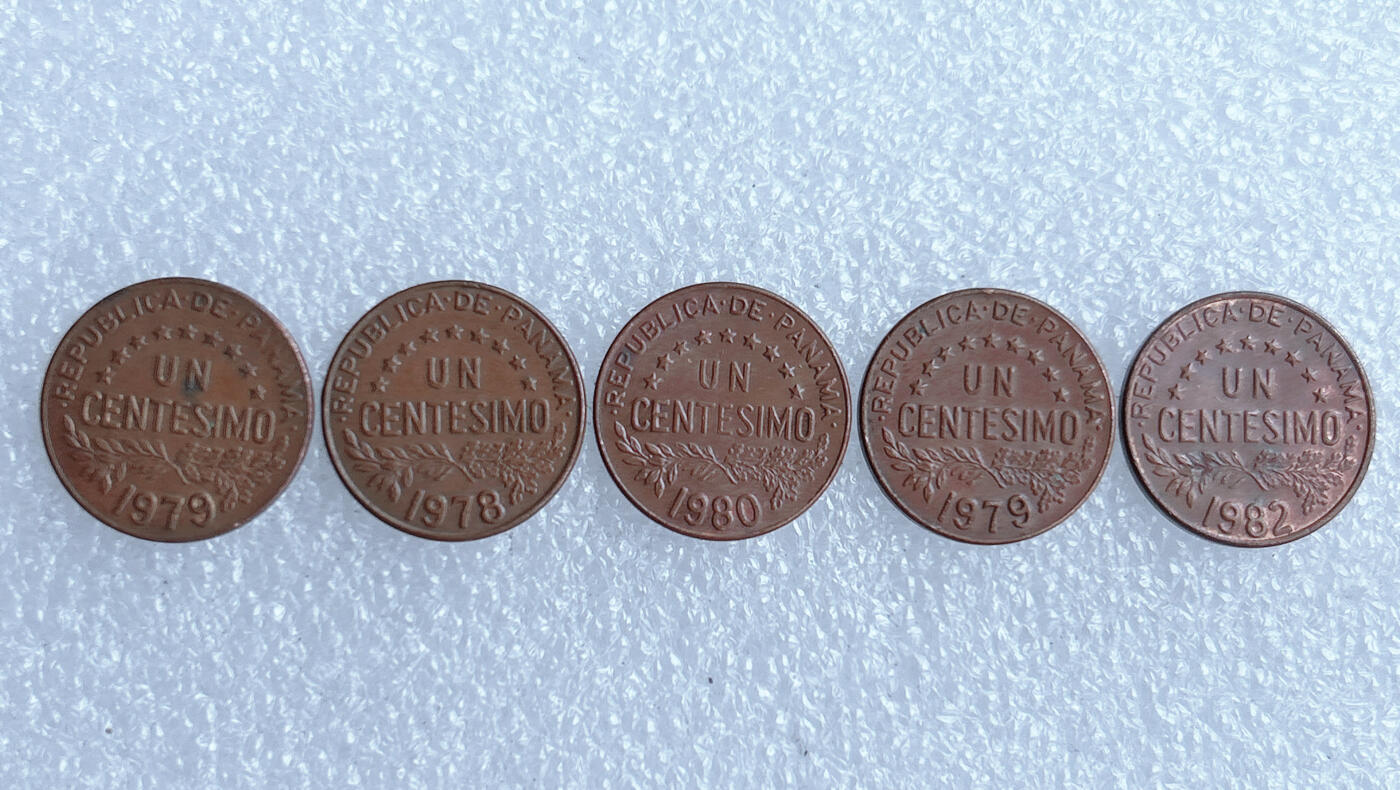 ·REPUBLICA·DE·PANAMA·
UN
CENTESIMO
1979
·REPUBLICA·DE·PANAMA·
UN
CENTESIMO
1978
·REPUBLICA·DE·PANAMA·
UN
CENTESIMO
1980
·REPUBLICA·DE·PANAMA·
UN
CENTESIMO
1979
·REPUBLICA·DE·PANAMA·
UN
CENTESIMO
1982